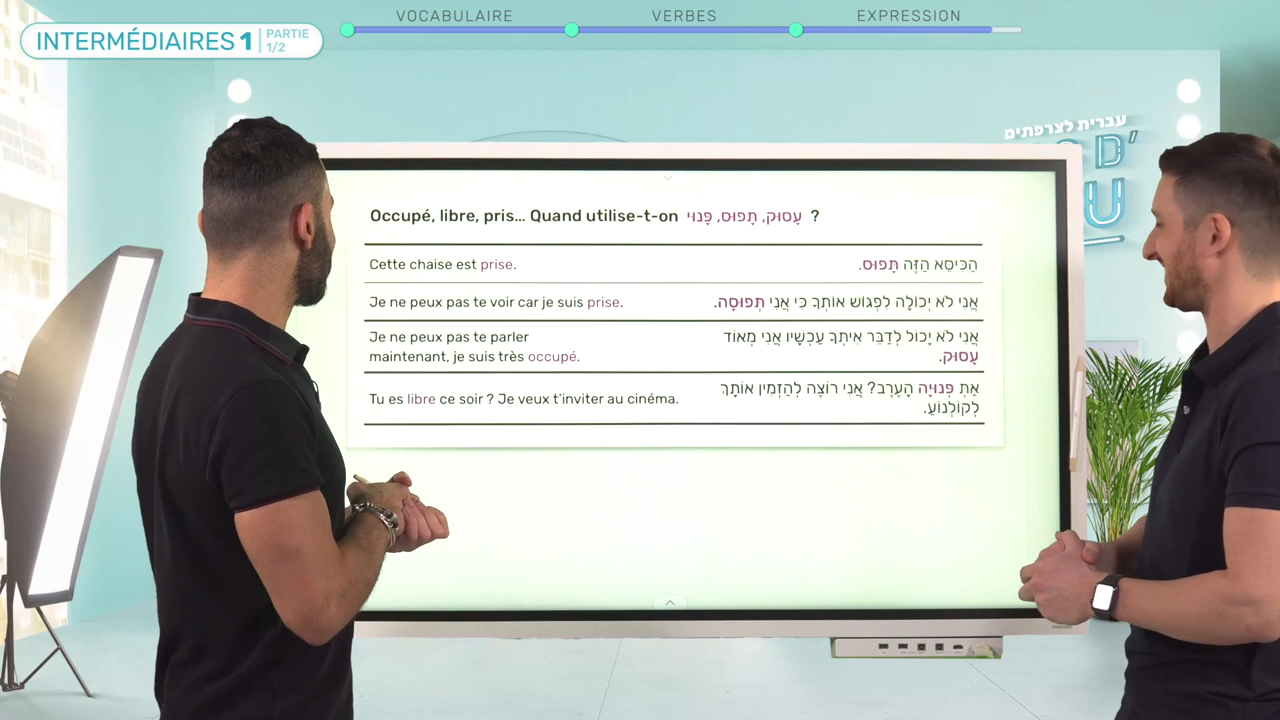 VOCABULAIRE
VERBES
EXPRESSION
INTERMÉDIAIRES 1
PARTIE
1/2
עברית לצרפתים
D'
U
Occupé, libre, pris... Quand utilise-t-on עָסוּק, תָּפוּס, פָּנוּי ?
Cette chaise est prise.
הַכִּיסֵא הַזֶּה תָּפוּס.
Je ne peux pas te voir car je suis prise.
אֲנִי לֹא יְכוֹלָה לִפְגוֹשׁ אוֹתְךָ כִּי אֲנִי תְּפוּסָה.
Je ne peux pas te parler
maintenant, je suis très occupé.
אֲנִי לֹא יָכוֹל לְדַבֵּר אִיתְךָ עַכְשָׁיו אֲנִי מְאוֹד
עָסוּק.
Tu es libre ce soir ? Je veux t'inviter au cinéma.
אַתְּ פְּנוּיָה הָעֶרֶב? אֲנִי רוֹצֶה לְהַזְמִין אוֹתָךְ
לְקוֹלְנוֹעַ.